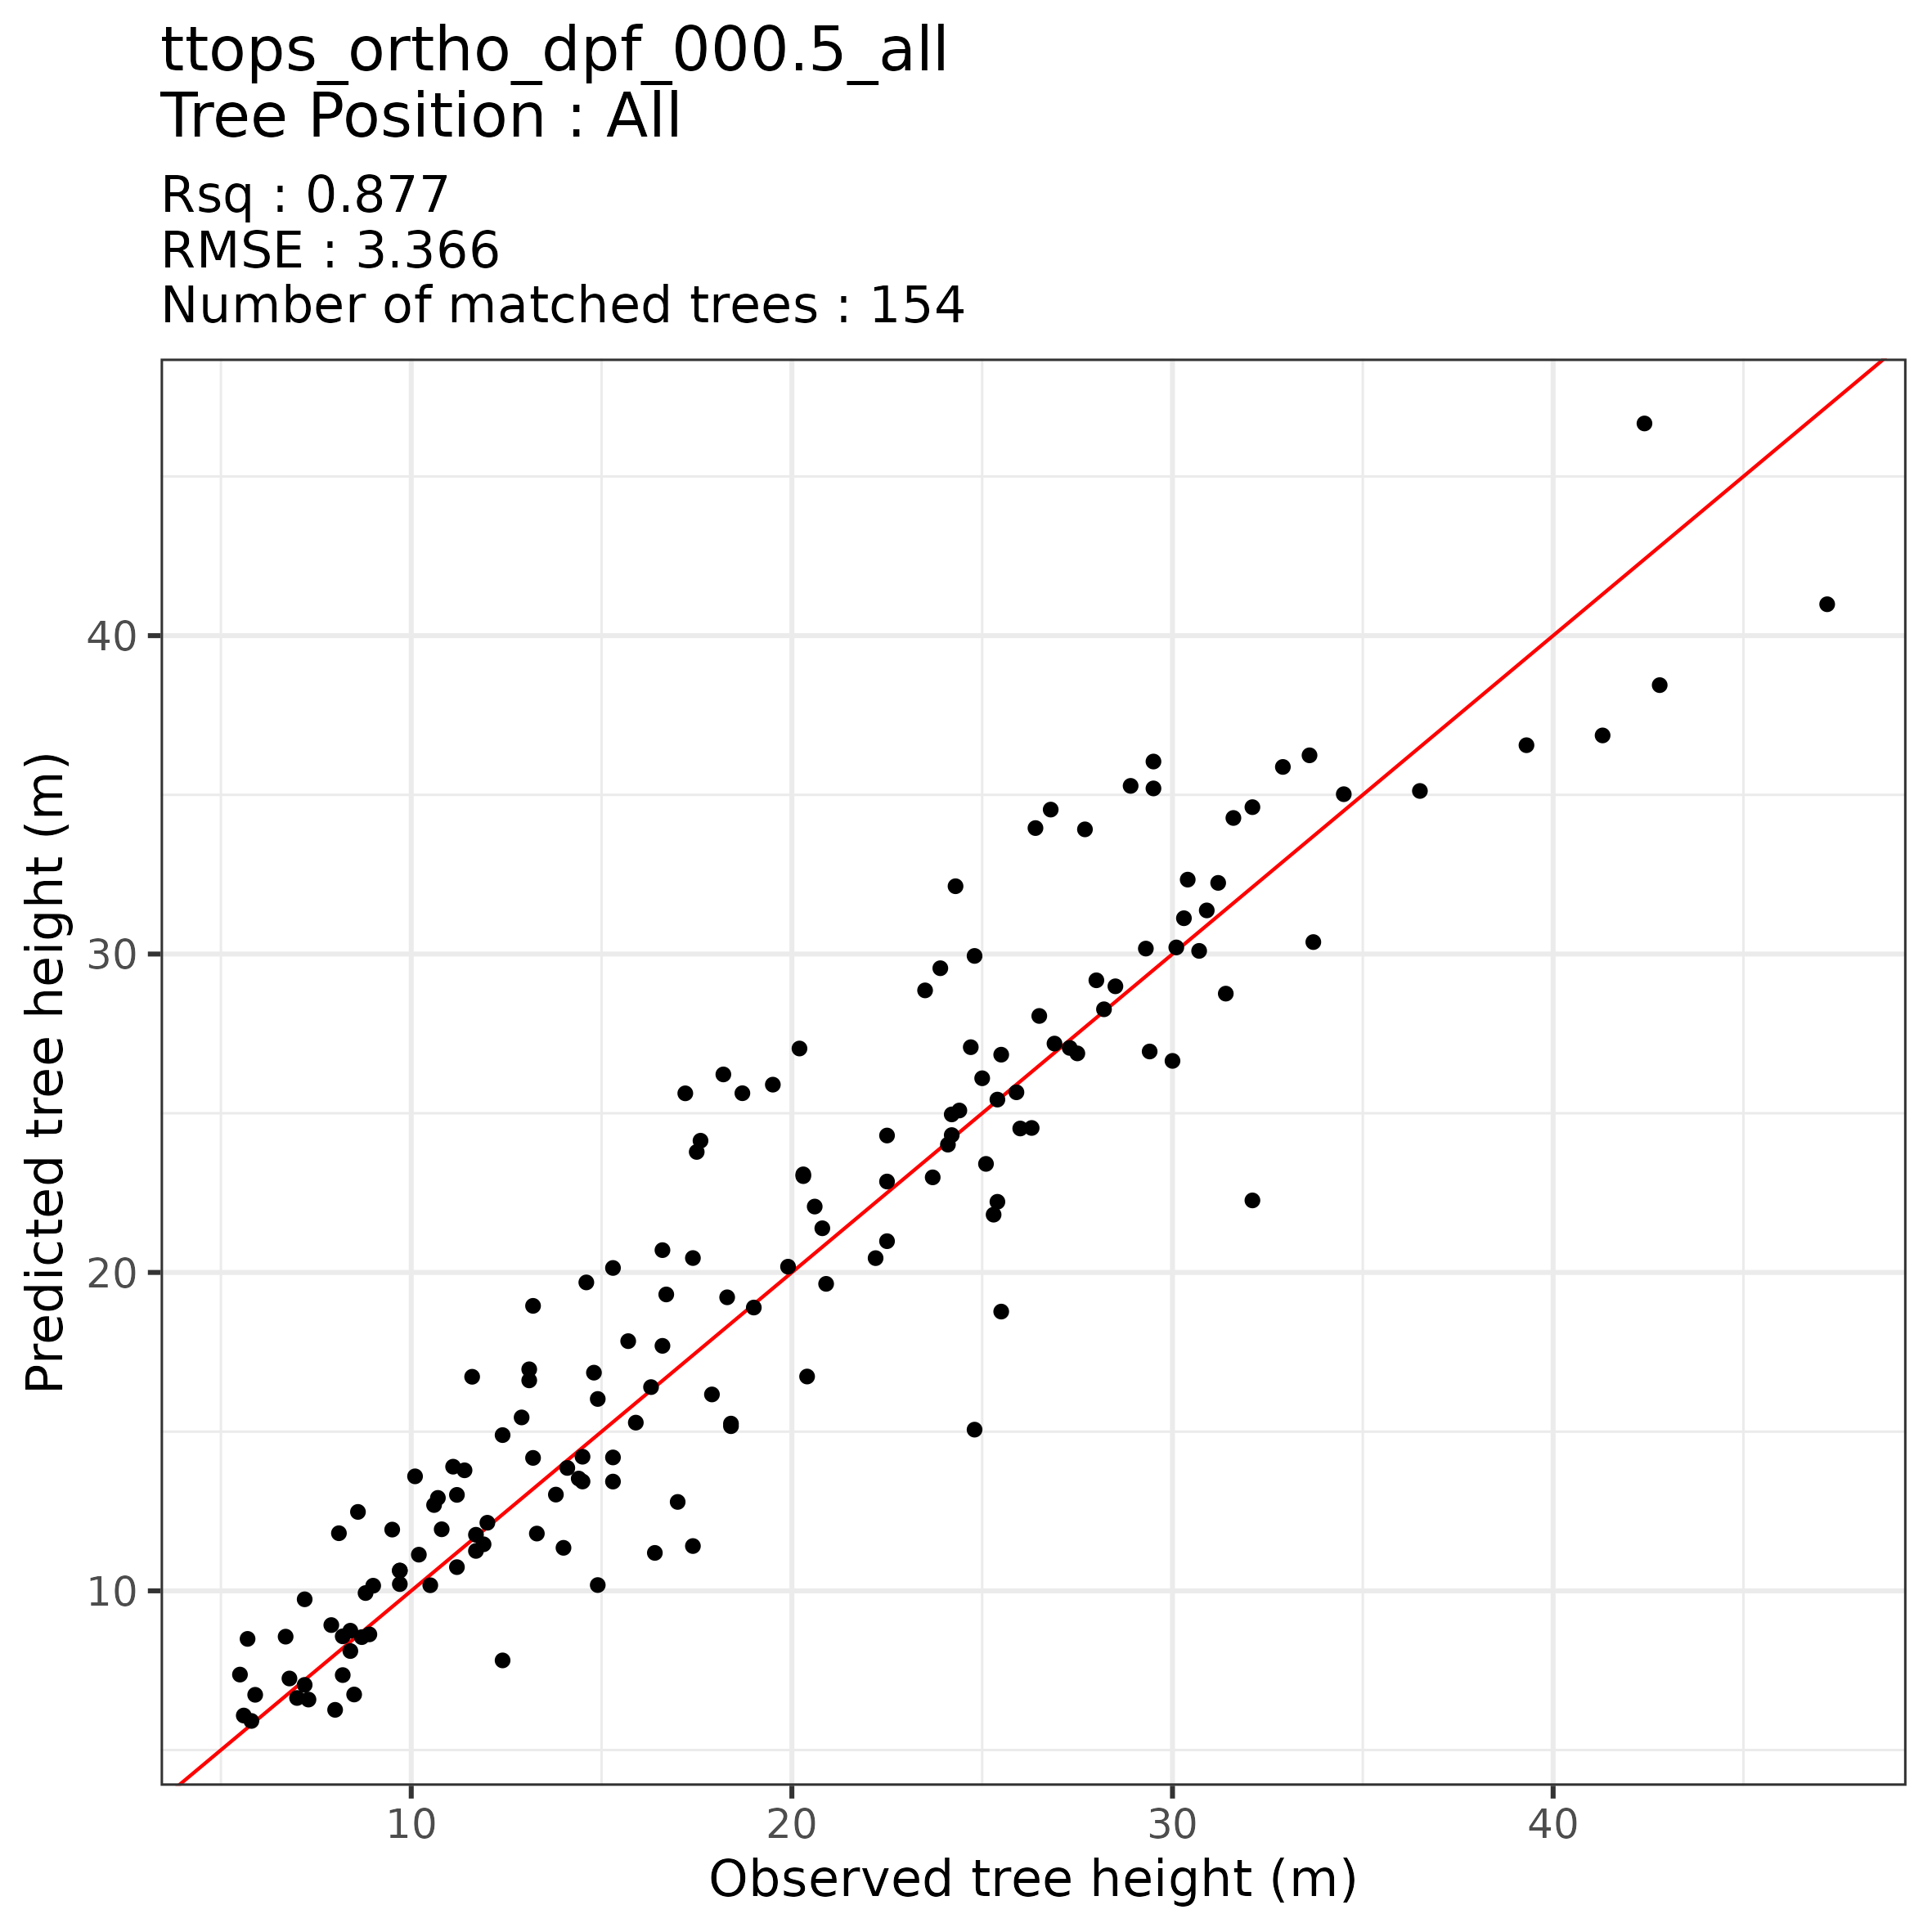 ttops_ortho_dpf_000.5_all
Tree Position : All
Rsq : 0.877
RMSE : 3.366
Number of matched trees : 154
40
30
20
10
Predicted tree height (m)
10 20 30 40
Observed tree height (m)